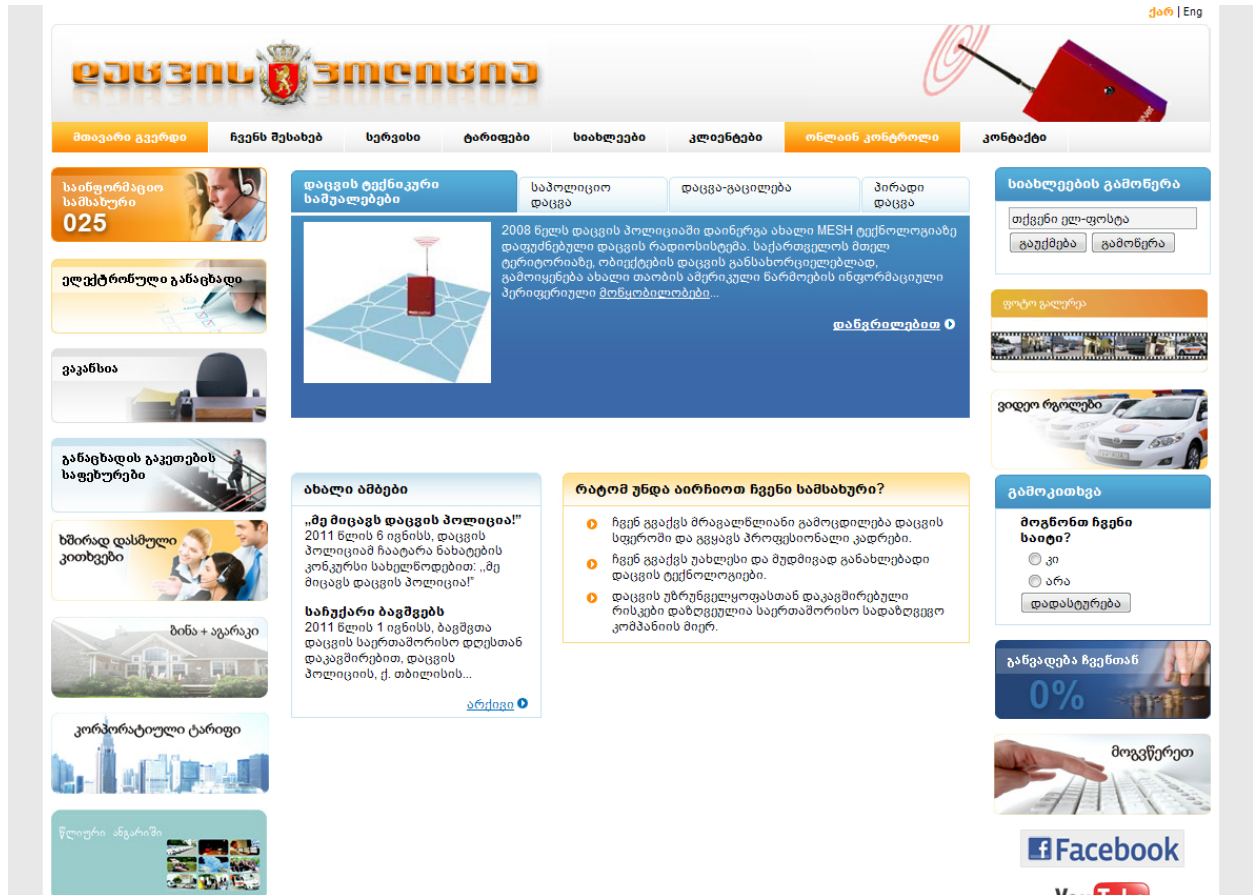 ქარ | Eng
დაცვის პოლიცია
მთავარი გვერდი ჩვენს შესახებ სერვისი ტარიფები სიახლეები კლიენტები ონლაინ კონტროლი კონტაქტი
საინფორმაციო
სამსახური
025
ელექტრონული განაცხადი
ვაკანსია
განაცხადის გაკეთების
საფეხურები
ხშირად დასმული
კითხვები
ბინა + აგარაკი
კორპორატიული ტარიფი
წლიური ანგარიში
დაცვის ტექნიკური
საშუალებები
საპოლიციო
დაცვა
დაცვა-გაცილება
პირადი
დაცვა
2008 წელს დაცვის პოლიციაში დაინერგა ახალი MESH ტექნოლოგიაზე
დაფუძნებული დაცვის რადიოსისტემა. საქართველოს მთელ
ტერიტორიაზე, ობიექტების დაცვის განსახორციელებლად,
გამოიყენება ახალი თაობის ამერიკული წარმოების ინფორმაციული
პერიფერიული მოწყობილობები...
დაწვრილებით
ახალი ამბები
„მე მიცავს დაცვის პოლიცია!”
2011 წლის 6 ივნისს, დაცვის
პოლიციამ ჩაატარა ნახატების
კონკურსი სახელწოდებით: ,,მე
მიცავს დაცვის პოლიცია!”
საჩუქარი ბავშვებს
2011 წლის 1 ივნისს, ბავშვთა
დაცვის საერთაშორისო დღესთან
დაკავშირებით, დაცვის
პოლიციის, ქ. თბილისის...
არქივი
რატომ უნდა აირჩიოთ ჩვენი სამსახური?
ჩვენ გვაქვს მრავალწლიანი გამოცდილება დაცვის
სფეროში და გვყავს პროფესიონალი კადრები.
ჩვენ გვაქვს უახლესი და მუდმივად განახლებადი
დაცვის ტექნოლოგიები.
დაცვის უზრუნველყოფასთან დაკავშირებული
რისკები დაზღვეულია საერთაშორისო სადაზღვევო
კომპანიის მიერ.
სიახლეების გამოწერა
თქვენი ელ-ფოსტა
გაუქმება გამოწერა
ფოტო გალერეა
ვიდეო რგოლები
გამოკითხვა
მოგწონთ ჩვენი
საიტი?
კი
არა
დადასტურება
განვადება ჩვენთან
0%
მოგვწერეთ
Facebook